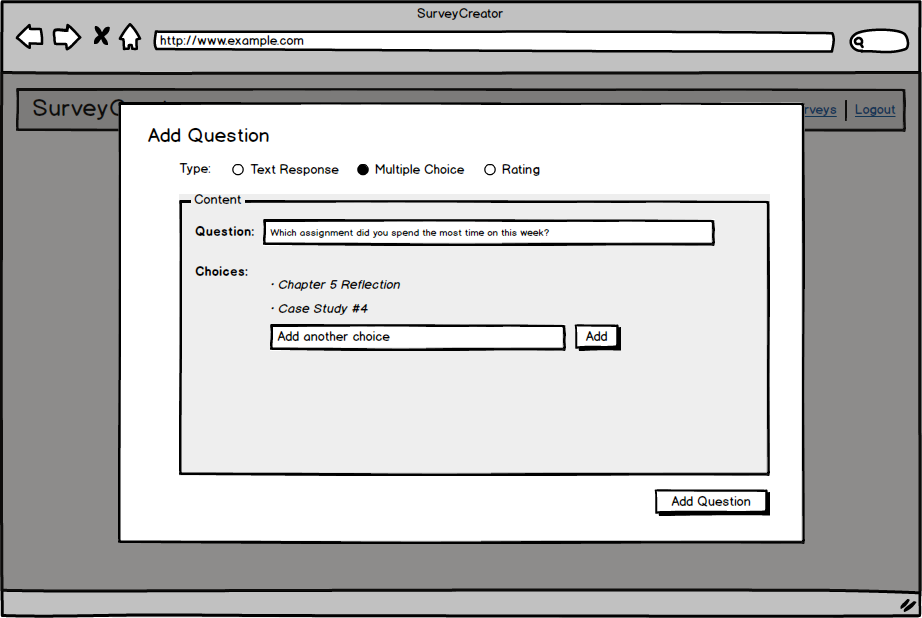 SurveyCreator
http://www.example.com
Logout
Add Question
Type: Text Response Multiple Choice Rating
Content
Question: Which assignment did you spend the most time on this week?
Choices:
· Chapter 5 Reflection
· Case Study #4
Add another choice Add
Add Question